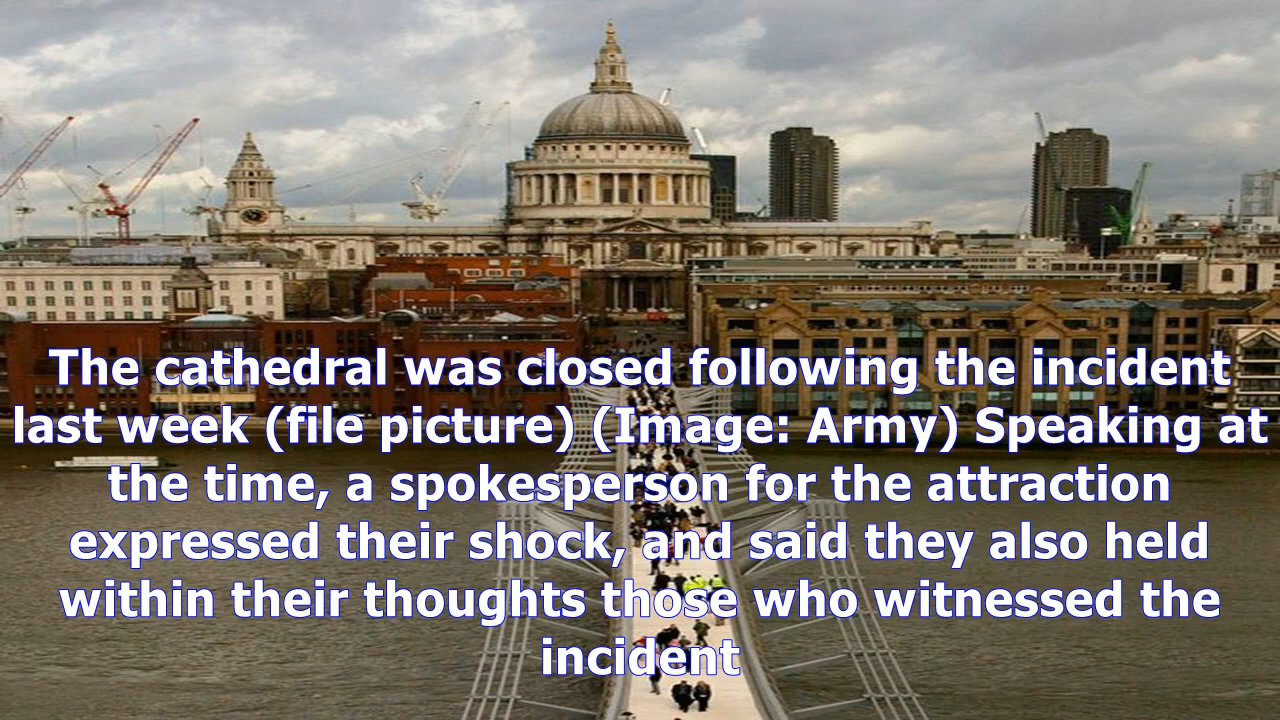 The cathedral was closed following the incident
last week (file picture) (Image: Army) Speaking at
the time, a spokesperson for the attraction
expressed their shock, and said they also held
within their thoughts those who witnessed the
incident